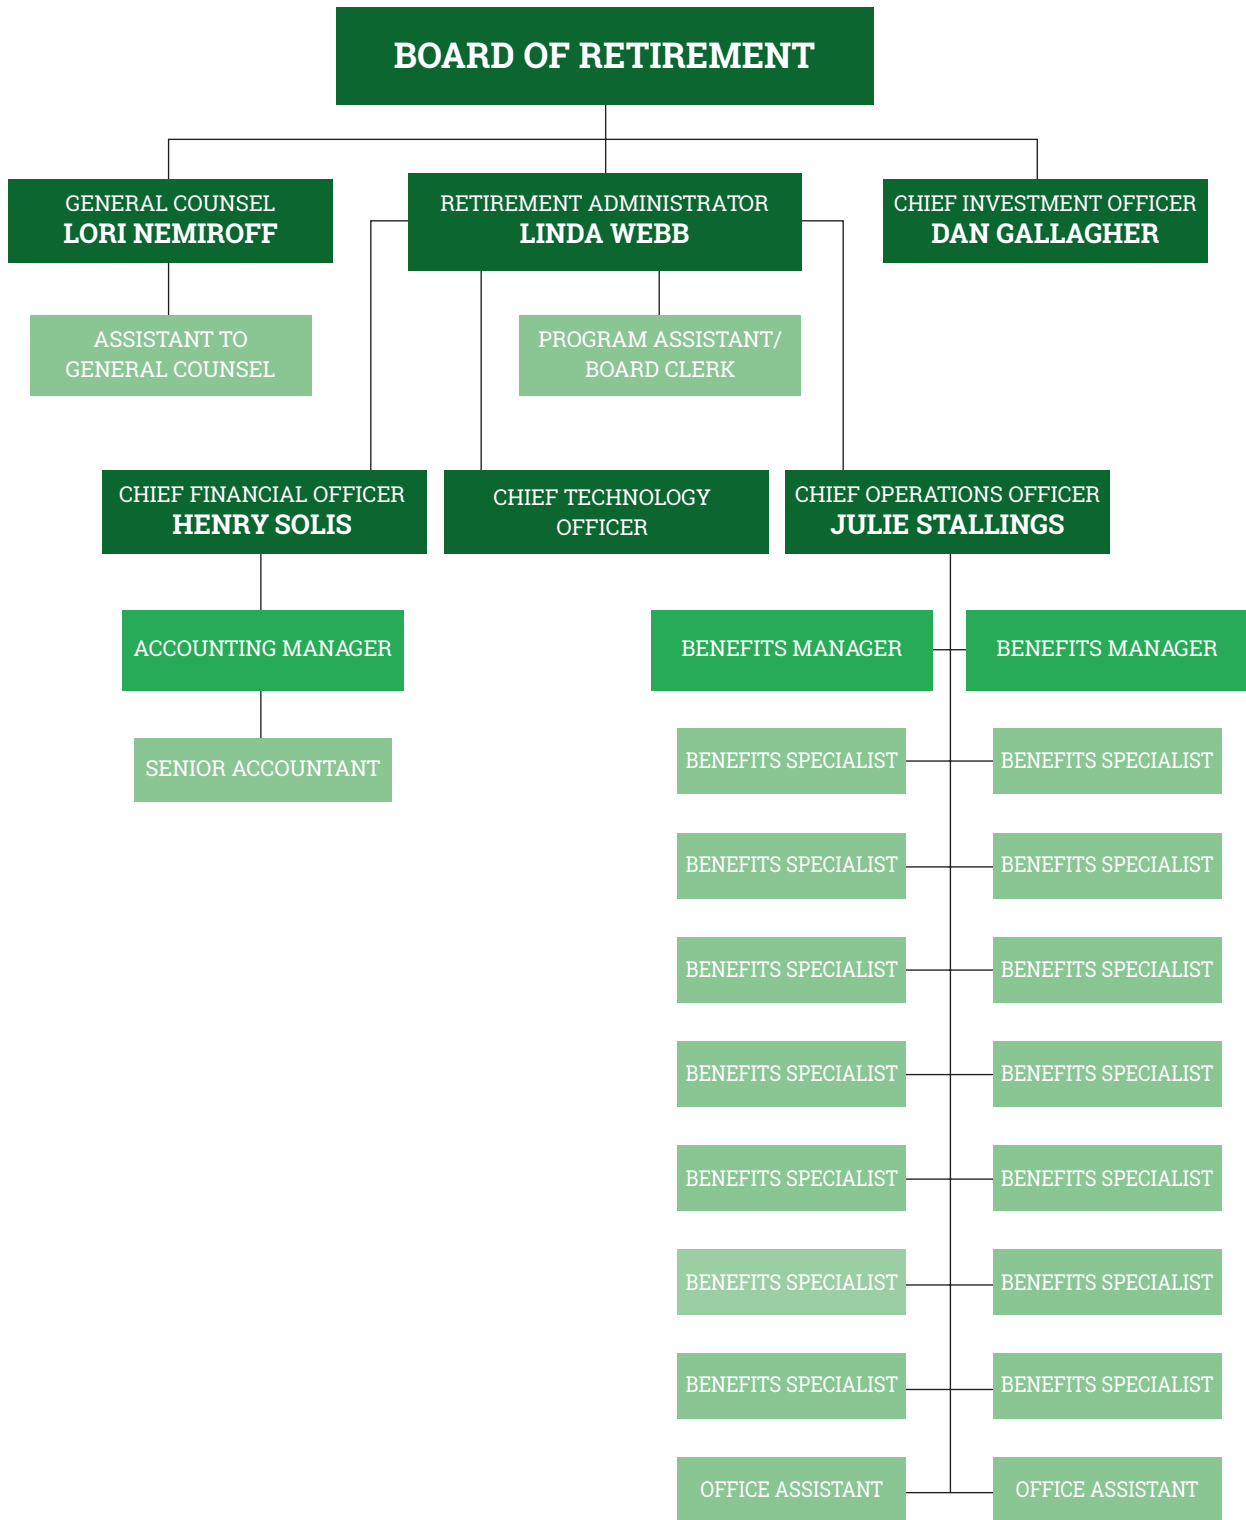 BOARD OF RETIREMENT
GENERAL COUNSEL
LORI NEMIROFF
RETIREMENT ADMINISTRATOR
LINDA WEBB
CHIEF INVESTMENT OFFICER
DAN GALLAGHER
ASSISTANT TO
GENERAL COUNSEL
PROGRAM ASSISTANT/
BOARD CLERK
CHIEF FINANCIAL OFFICER
HENRY SOLIS
CHIEF TECHNOLOGY
OFFICER
CHIEF OPERATIONS OFFICER
JULIE STALLINGS
ACCOUNTING MANAGER
BENEFITS MANAGER
BENEFITS MANAGER
SENIOR ACCOUNTANT
BENEFITS SPECIALIST
BENEFITS SPECIALIST
BENEFITS SPECIALIST
BENEFITS SPECIALIST
BENEFITS SPECIALIST
BENEFITS SPECIALIST
BENEFITS SPECIALIST
BENEFITS SPECIALIST
BENEFITS SPECIALIST
BENEFITS SPECIALIST
BENEFITS SPECIALIST
BENEFITS SPECIALIST
BENEFITS SPECIALIST
BENEFITS SPECIALIST
OFFICE ASSISTANT
OFFICE ASSISTANT